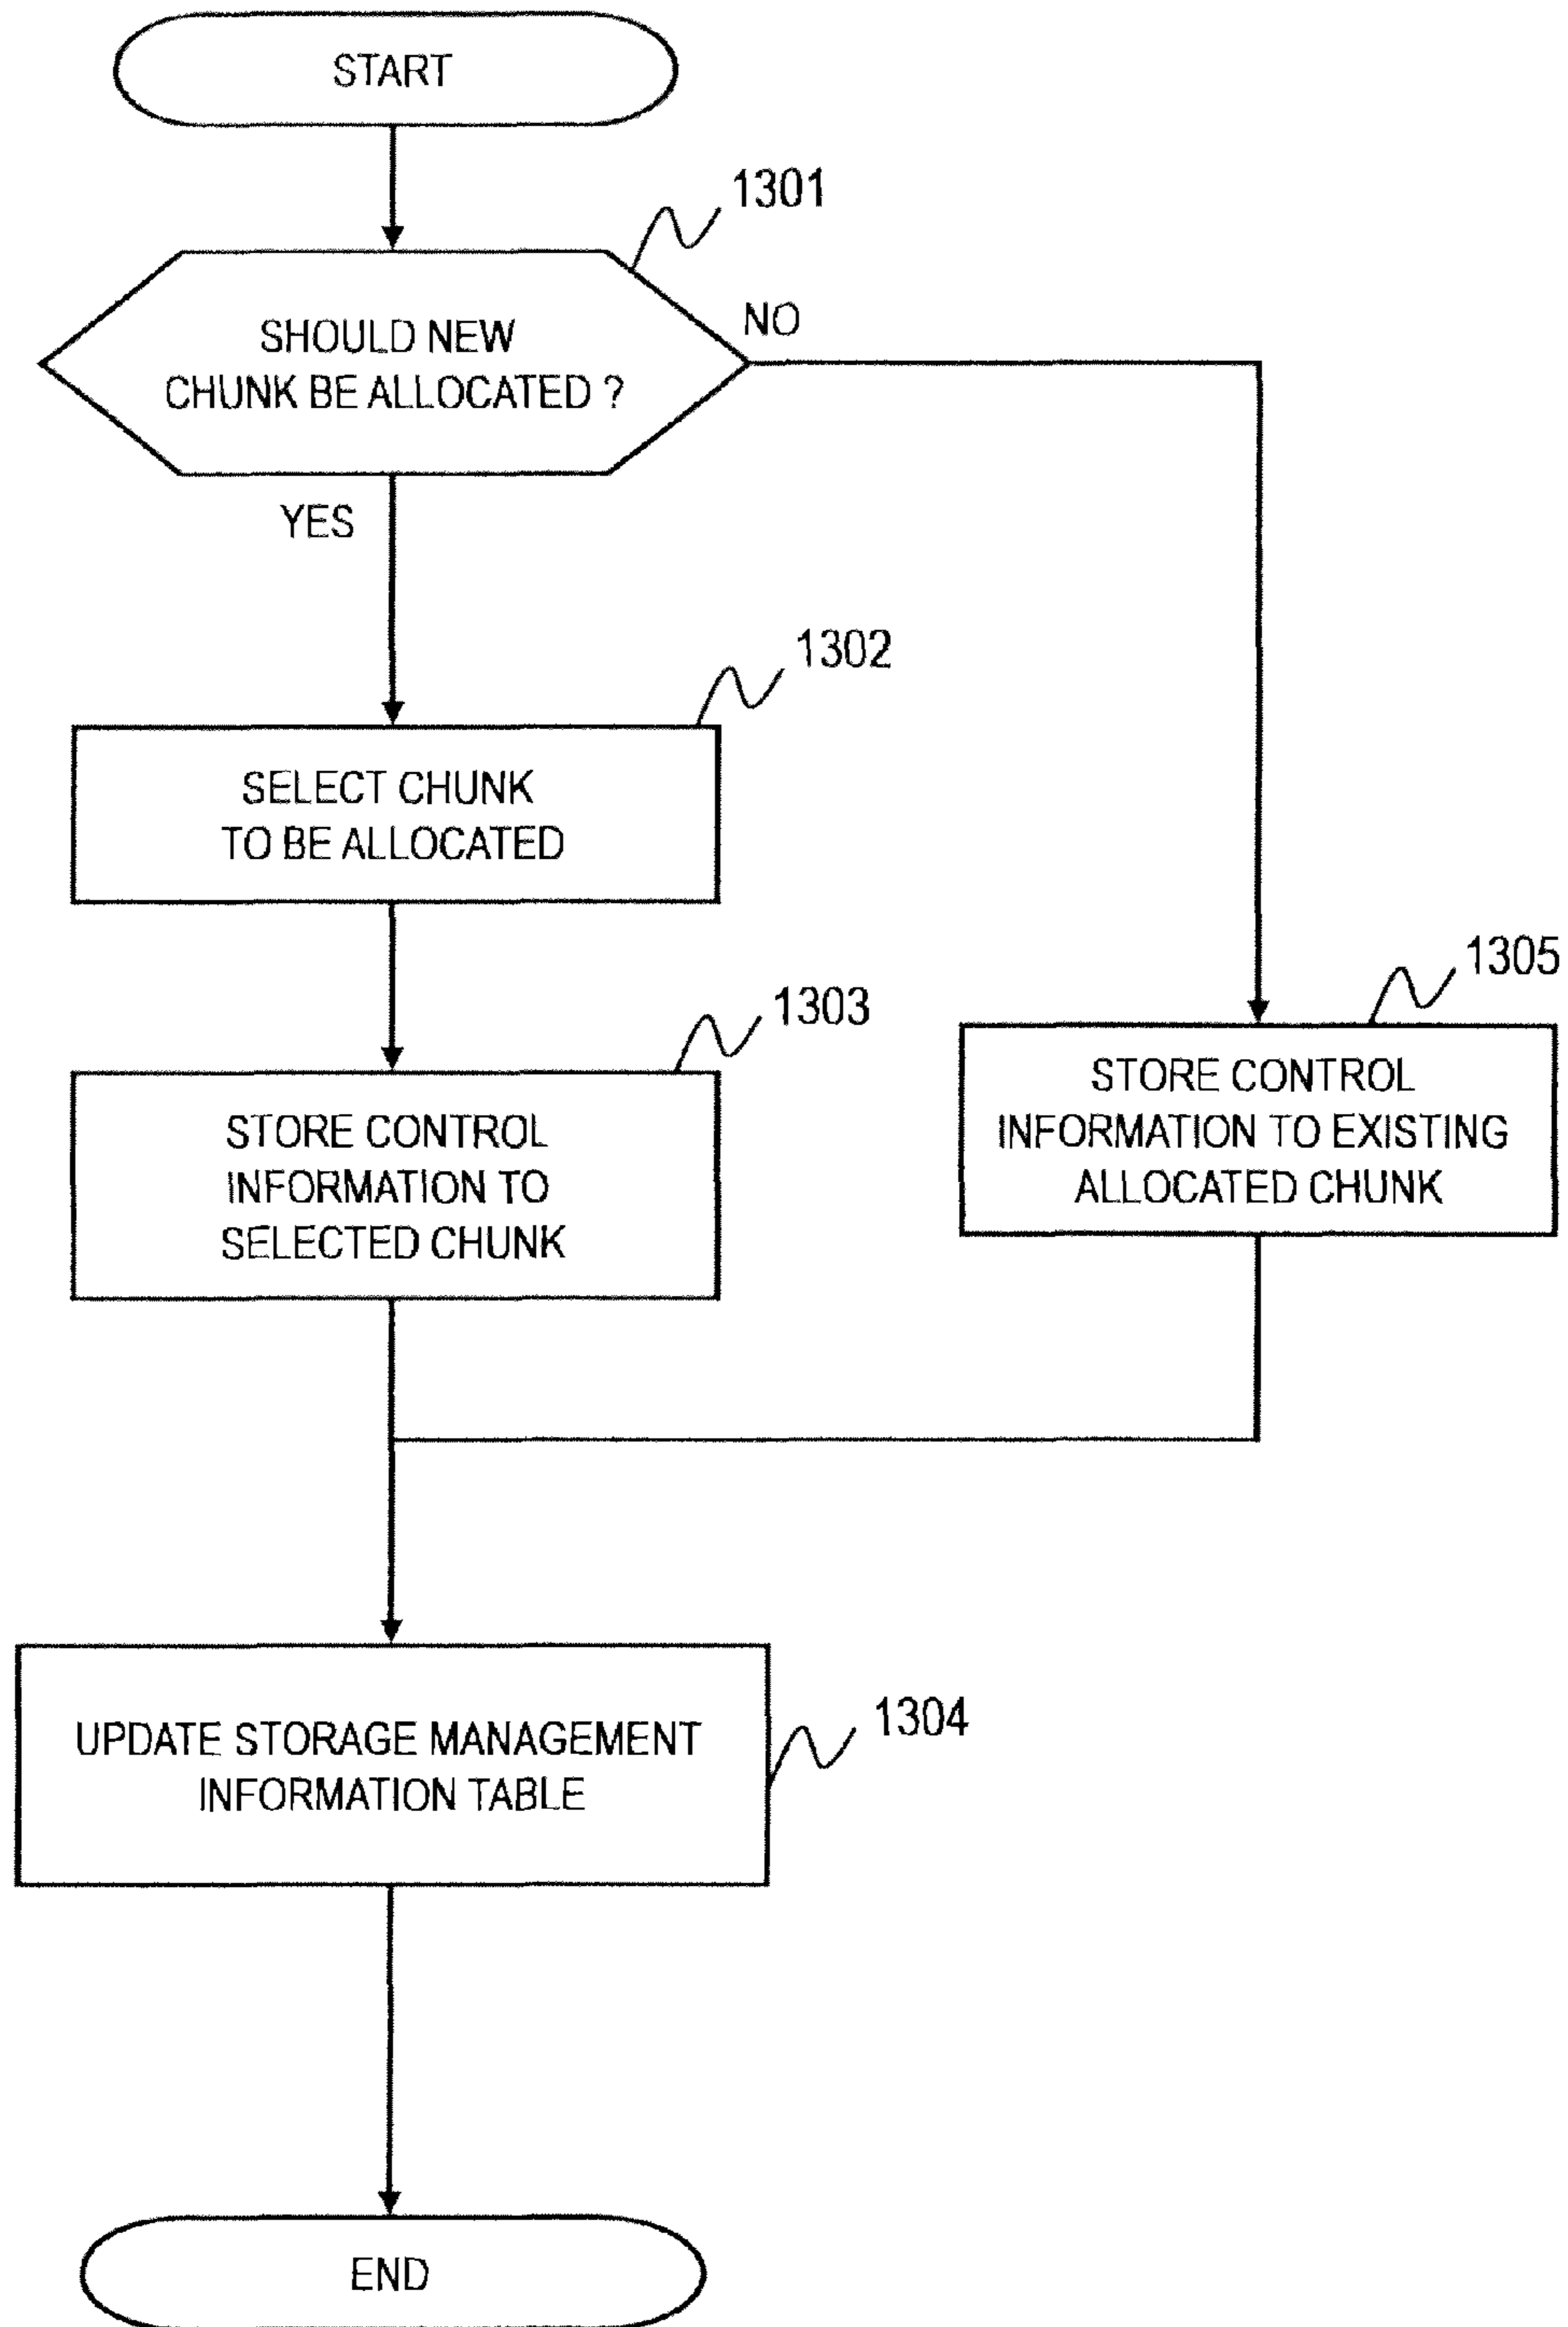 START
1301
SHOULD NEW
CHUNK BE ALLOCATED ?
NO
YES
1302
SELECT CHUNK
TO BE ALLOCATED
1303
STORE CONTROL
INFORMATION TO
SELECTED CHUNK
1305
STORE CONTROL
INFORMATION TO EXISTING
ALLOCATED CHUNK
1304
UPDATE STORAGE MANAGEMENT
INFORMATION TABLE
END